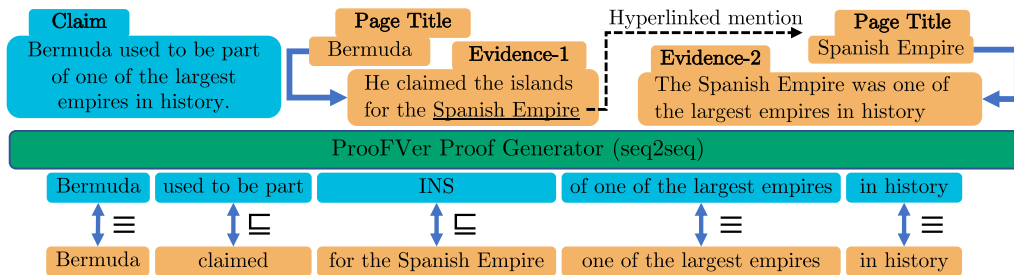 Claim
Bermuda used to be part
of one of the largest
empires in history.
Page Title
Bermuda
Evidence-1
He claimed the islands
for the Spanish Empire
Hyperlinked mention
Page Title
Spanish Empire
Evidence-2
The Spanish Empire was one of
the largest empires in history
ProoFVer Proof Generator (seq2seq)
Bermuda used to be part INS of one of the largest empires in history
≡ ⊑ ⊑ ≡ ≡
Bermuda claimed for the Spanish Empire one of the largest empires in history